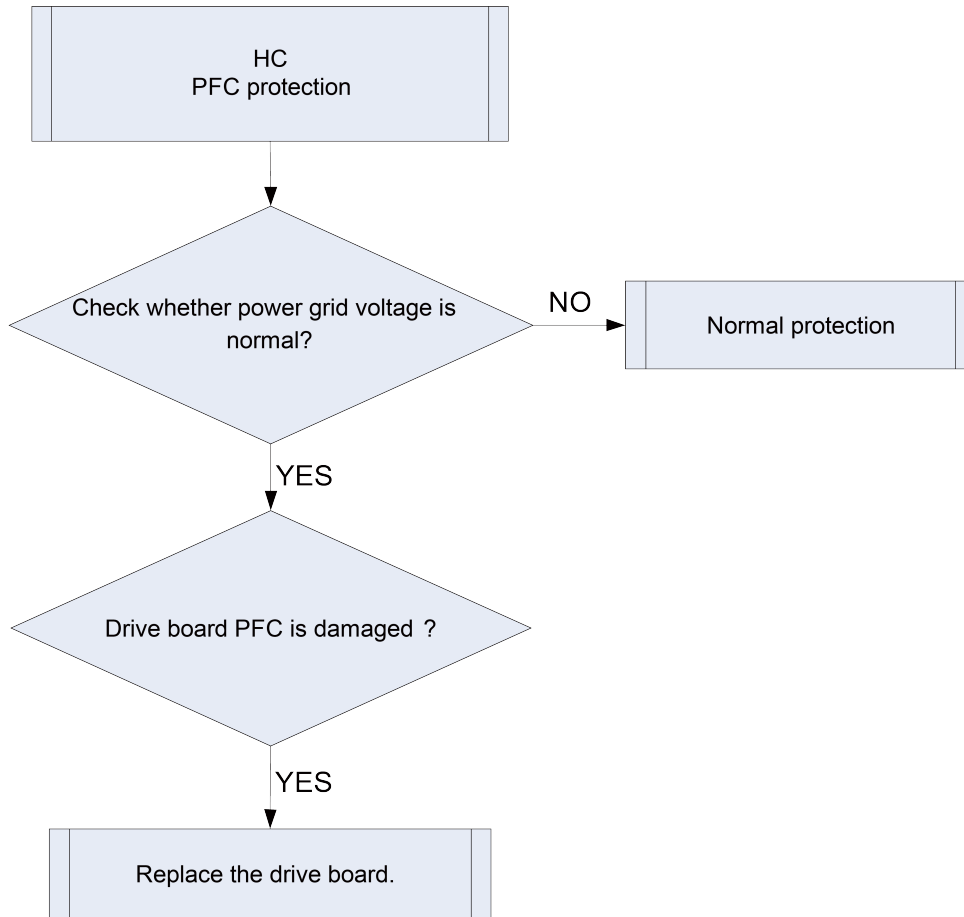 HC
PFC protection
Check whether power grid voltage is
normal?
NO
Normal protection
YES
Drive board PFC is damaged ?
YES
Replace the drive board.